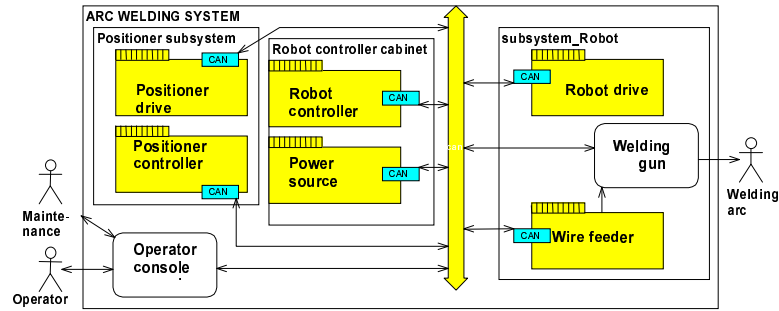 ARC WELDING SYSTEM
Positioner subsystem
CAN
Positioner
drive
Positioner
controller
CAN
Robot controller cabinet
Robot
controller
CAN
Power
source
CAN
subsystem_Robot
CAN
Robot drive
Welding
gun
CAN
Wire feeder
Welding
arc
Mainte-
nance
Operator
console
Operator